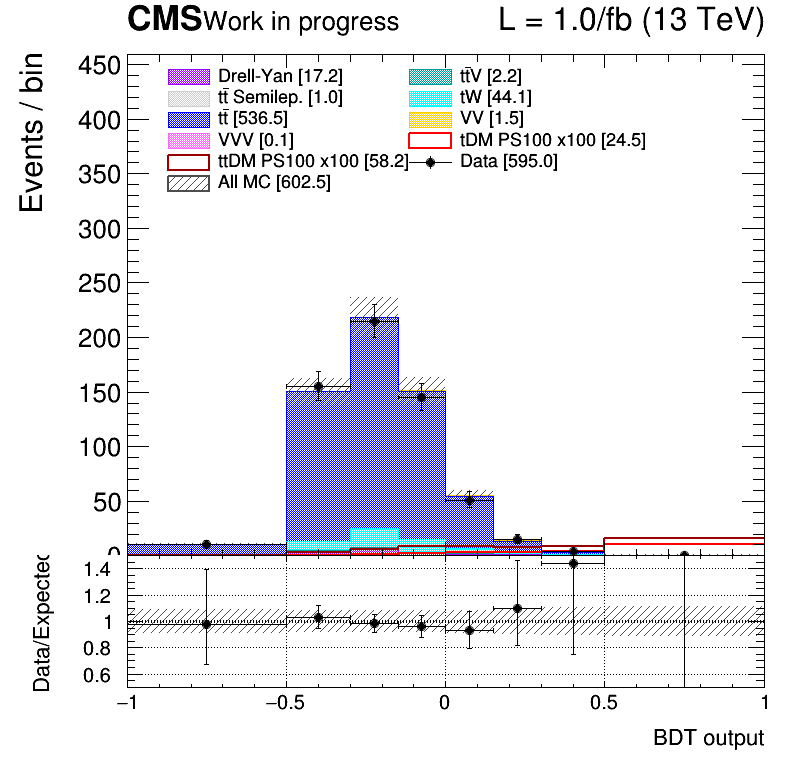 CMS Work in progress L = 1.0/fb (13 TeV)
Events / bin
450
400
350
300
250
200
150
100
50
0
Drell-Yan [17.2] tt̄V [2.2]
tt̄ Semilep. [1.0] tW [44.1]
tt̄ [536.5] VV [1.5]
VVV [0.1] tDM PS100 x100 [24.5]
ttDM PS100 x100 [58.2] Data [595.0]
All MC [602.5]
Data/Expected
1.4
1.2
1
0.8
0.6
−1 −0.5 0 0.5 1
BDT output